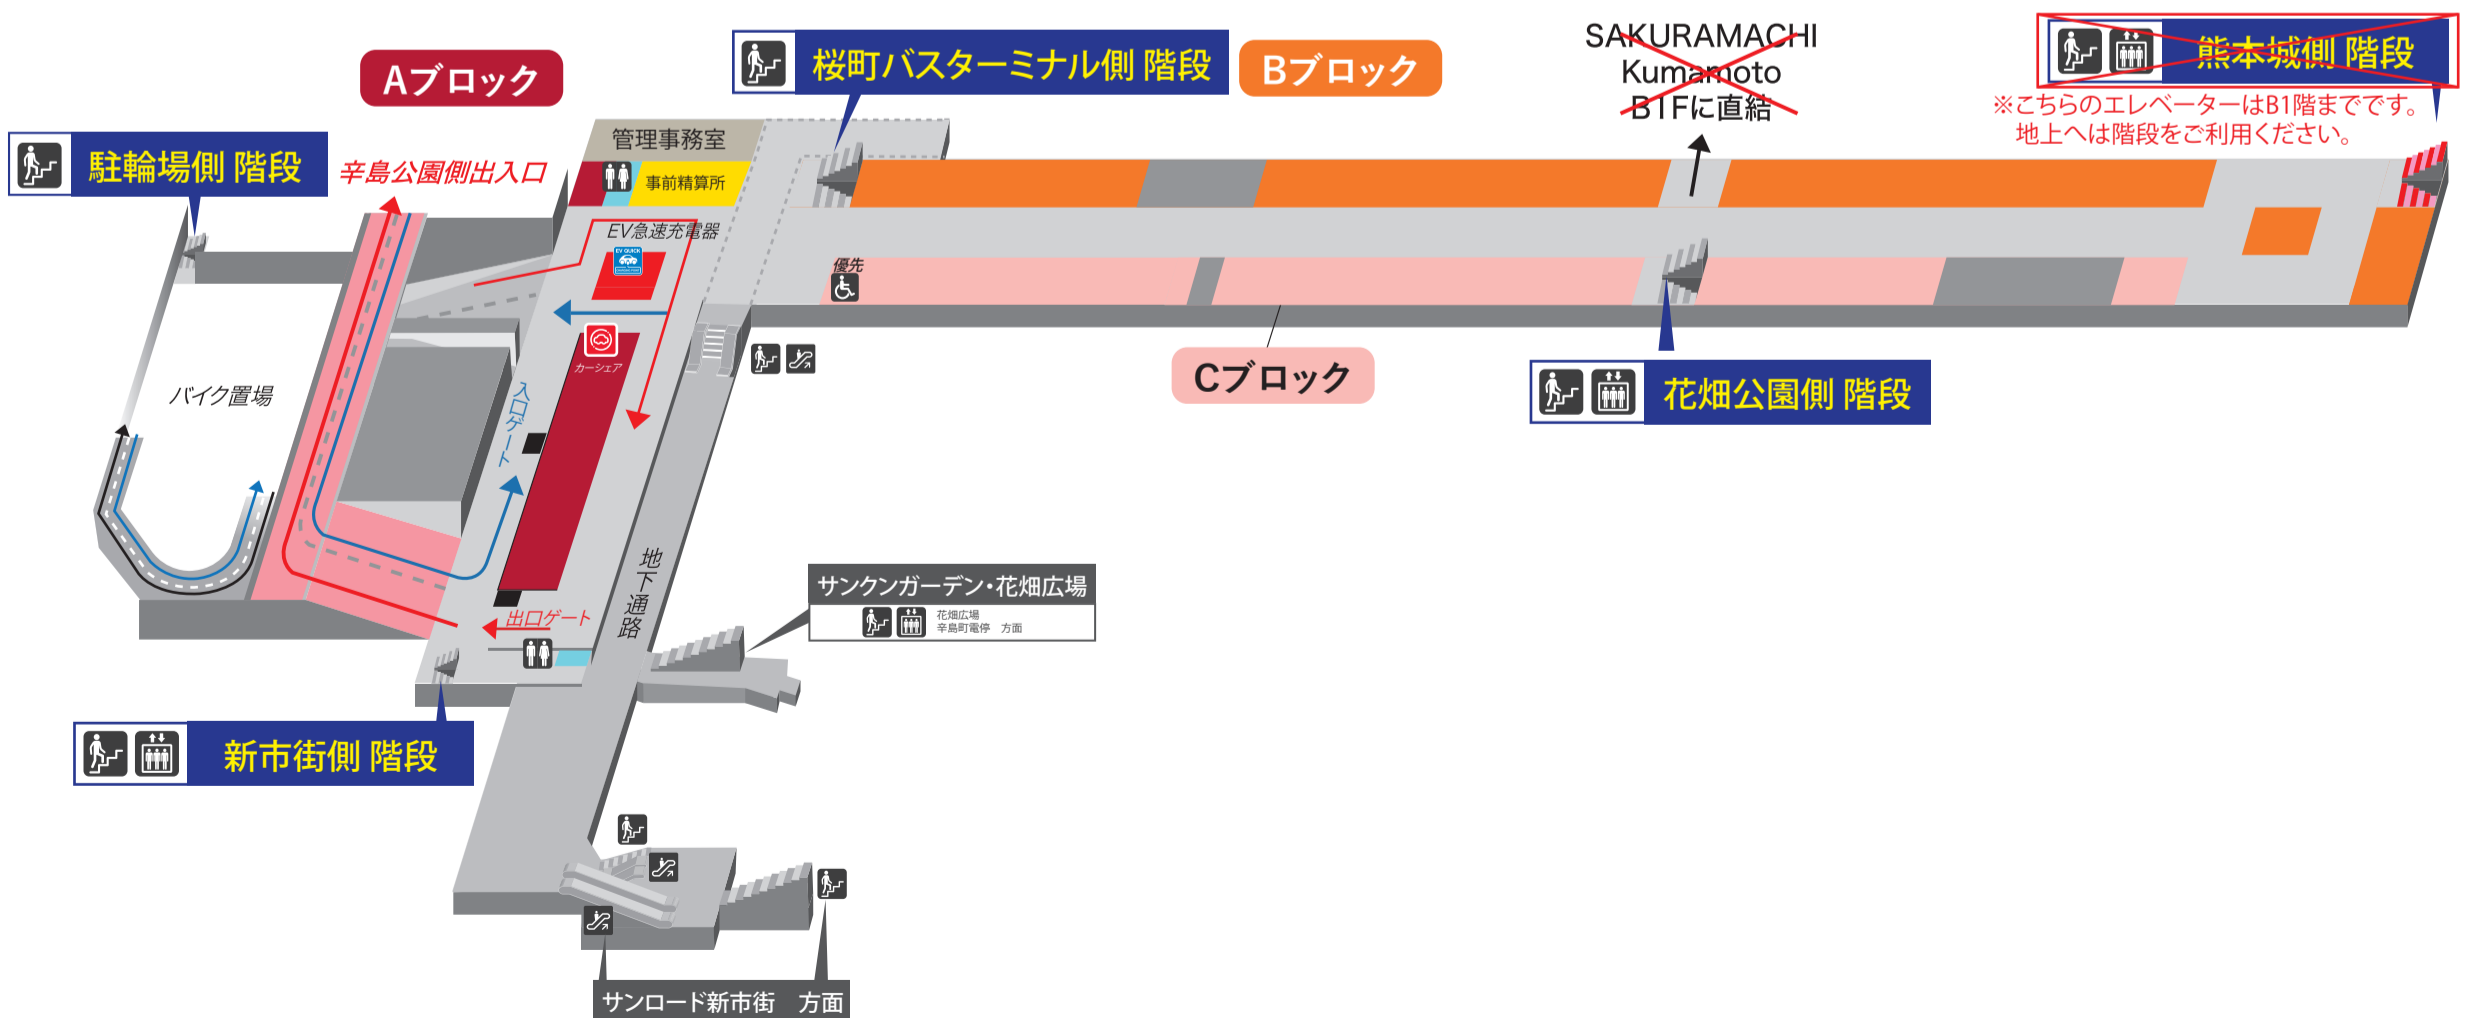 Aブロック
桜町バスターミナル側 階段
Bブロック
SAKURAMACHI
Kumamoto
B1Fに直結
熊本城側 階段
※こちらのエレベーターはB1階までです。
地上へは階段をご利用ください。
駐輪場側 階段
辛島公園側出入口
管理事務室
事前精算所
EV急速充電器
EV QUICK
優先
カーシェア
バイク置場
入口ゲート
Cブロック
花畑公園側 階段
地下通路
サンクンガーデン・花畑広場
花畑広場
辛島町電停 方面
出口ゲート
新市街側 階段
サンロード新市街 方面